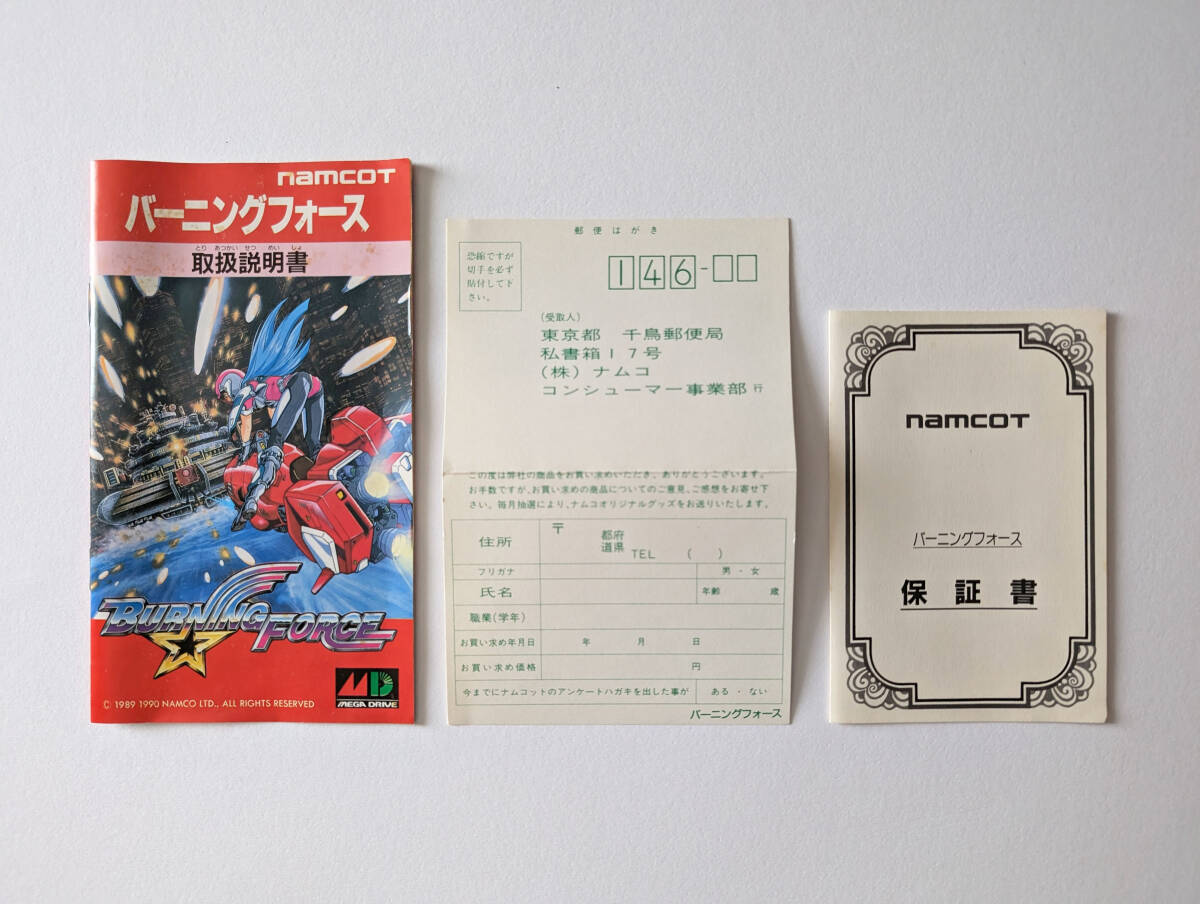 namcoT
バーニングフォース
とり あつかい せつ めい しょ
取扱説明書
BURNING FORCE
MD
MEGA DRIVE
© 1989 1990 NAMCO LTD., ALL RIGHTS RESERVED
郵便はがき
恐縮ですが
切手を必ず
貼付して下
さい。
146-□□
(受取人)
東京都 千鳥郵便局
私書箱17号
(株)ナムコ
コンシューマー事業部 行
この度は弊社の商品をお買い求めいただき、ありがとうございます。
お手数ですが、お買い求めの商品についてのご意見、ご感想をお寄せ下
さい。毎月抽選により、ナムコオリジナルグッズをお送りいたします。
住所 〒 都府
道県 TEL ( )
フリガナ 男・女
氏名 年齢 歳
職業(学年)
お買い求め年月日 年 月 日
お買い求め価格 円
今までにナムコットのアンケートハガキを出した事が ある・ない
バーニングフォース
namcoT
バーニングフォース
保証書